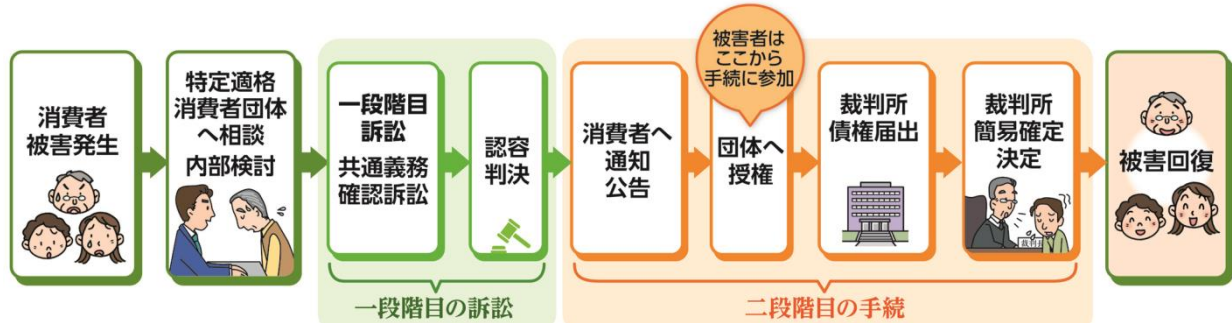 消費者
被害発生
特定適格
消費者団体
へ相談
内部検討
一段階目
訴訟
共通義務
確認訴訟
認容
判決
消費者へ
通知
公告
被害者は
ここから
手続に参加
団体へ
授権
裁判所
債権届出
裁判所
簡易確定
決定
裁判長
被害回復
一段階目の訴訟
二段階目の手続